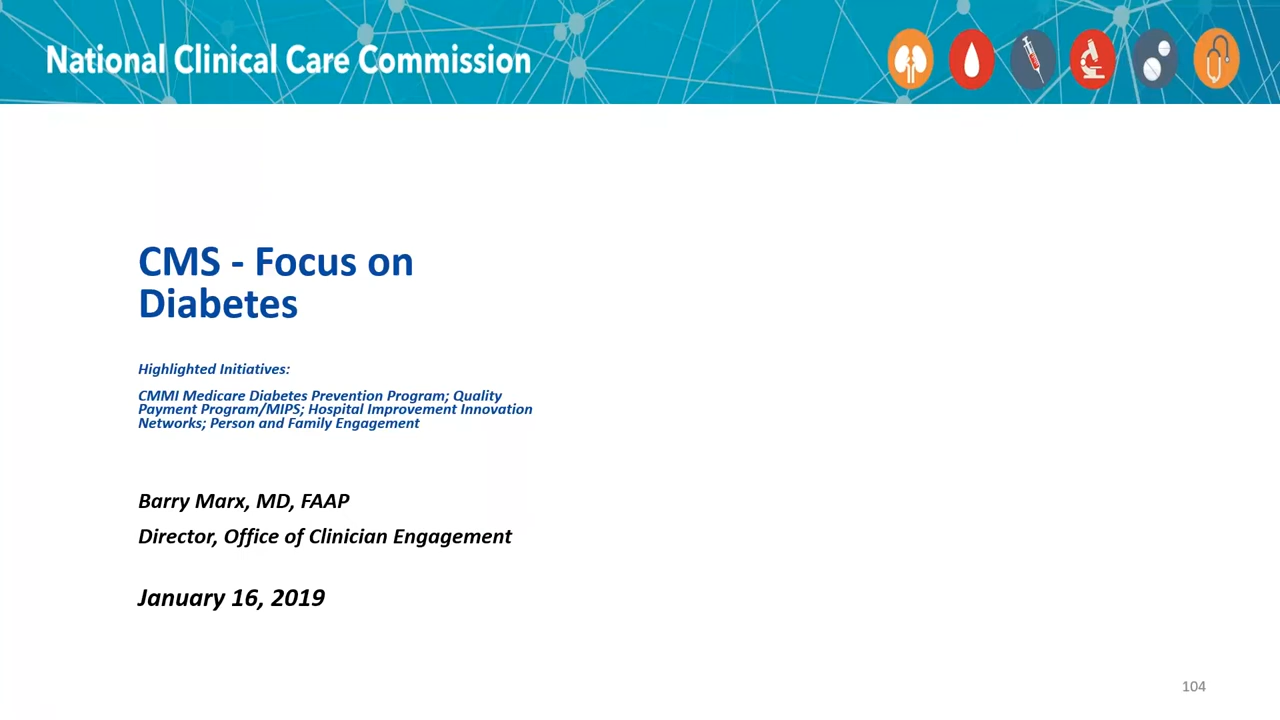 National Clinical Care Commission
CMS - Focus on
Diabetes
Highlighted Initiatives:
CMMI Medicare Diabetes Prevention Program; Quality
Payment Program/MIPS; Hospital Improvement Innovation
Networks; Person and Family Engagement
Barry Marx, MD, FAAP
Director, Office of Clinician Engagement
January 16, 2019
104